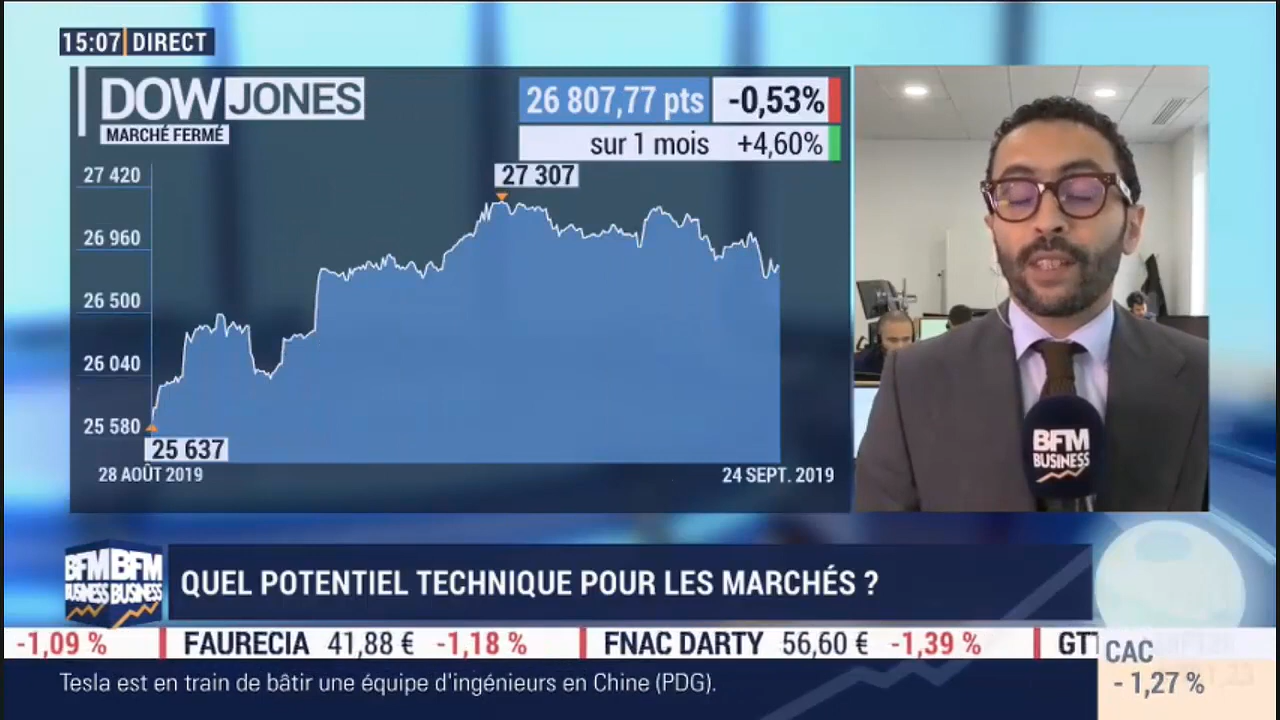 15:07 DIRECT
DOW JONES
MARCHÉ FERMÉ
26 807,77 pts -0,53%
sur 1 mois +4,60%
27 307
27 420
26 960
26 500
26 040
25 580
25 637
28 AOÛT 2019
24 SEPT. 2019
BFM
BUSINESS
BFM BFM
BUSINESS BUSINESS
QUEL POTENTIEL TECHNIQUE POUR LES MARCHÉS ?
-1,09 % FAURECIA 41,88 € -1,18 % FNAC DARTY 56,60 € -1,39 % GTT
CAC
- 1,27 %
Tesla est en train de bâtir une équipe d'ingénieurs en Chine (PDG).